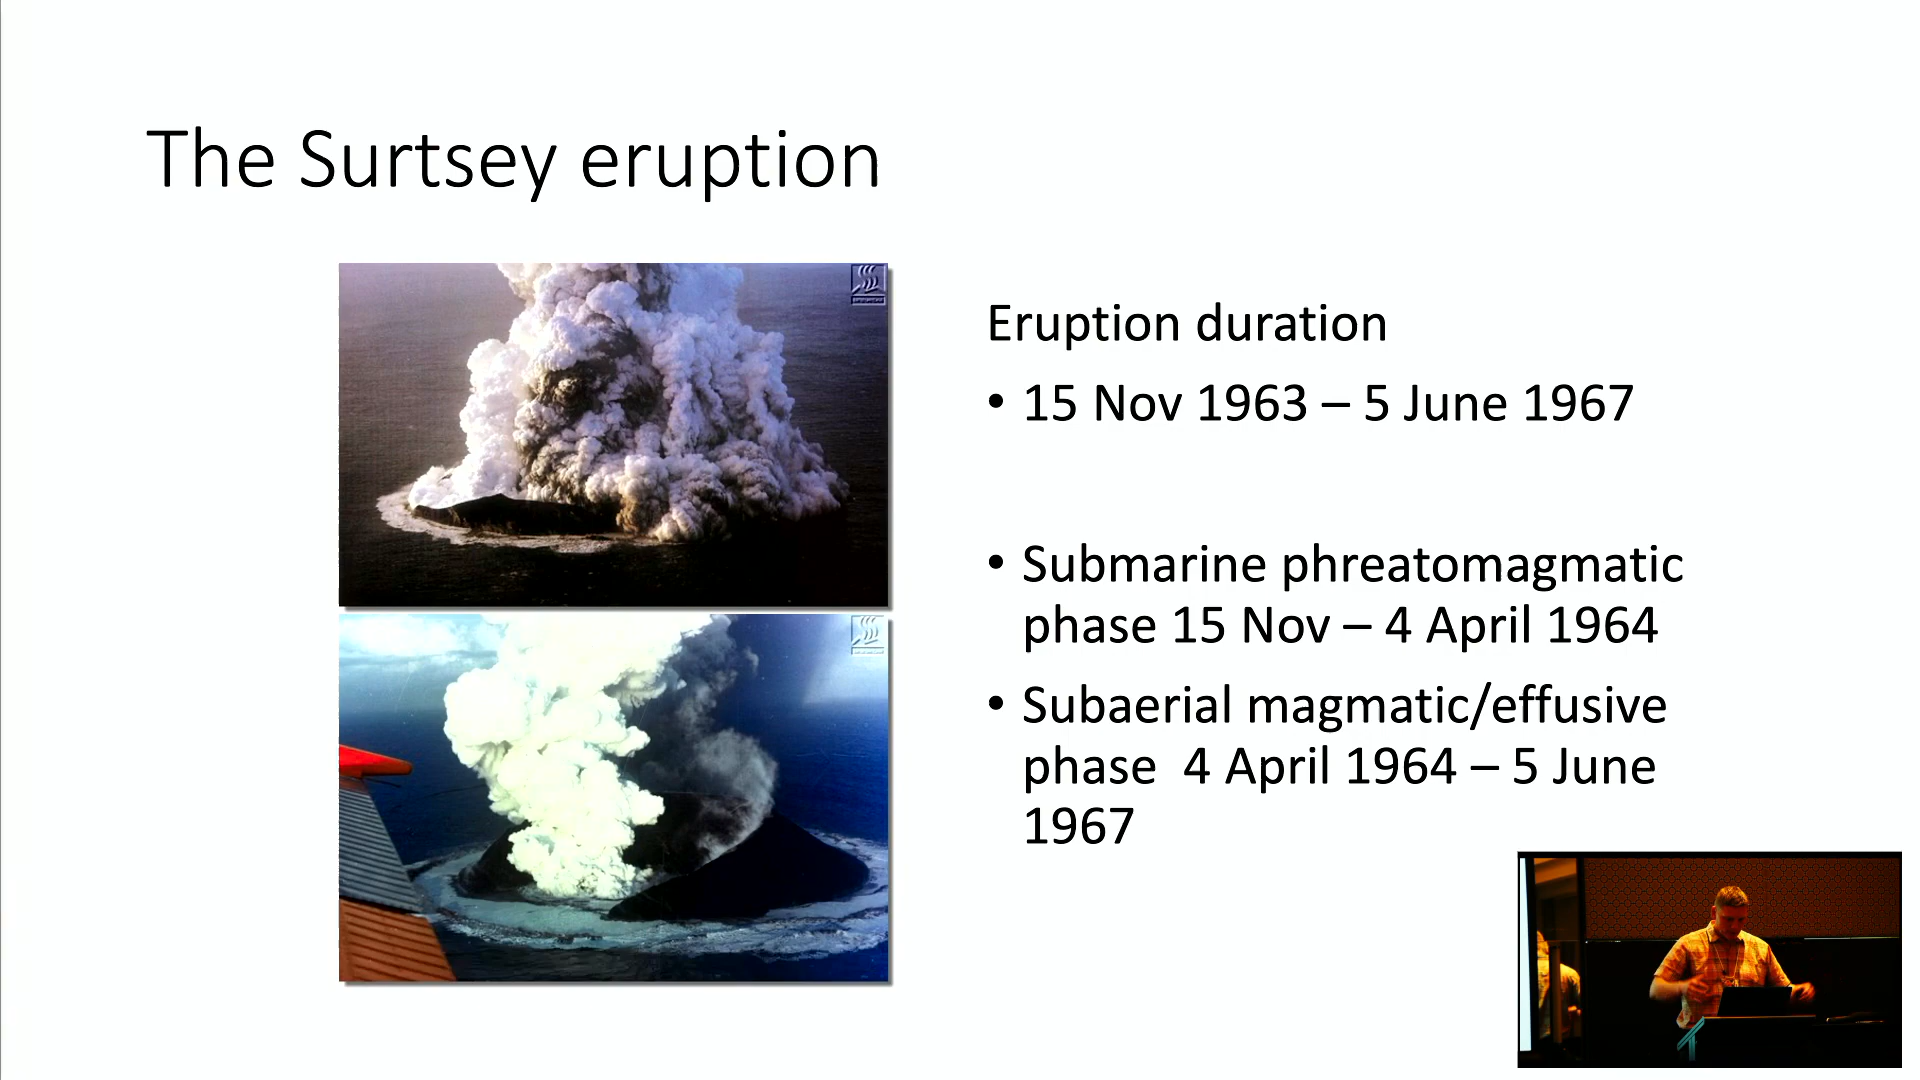 The Surtsey eruption
Eruption duration
• 15 Nov 1963 – 5 June 1967
• Submarine phreatomagmatic
phase 15 Nov – 4 April 1964
• Subaerial magmatic/effusive
phase  4 April 1964 – 5 June
1967